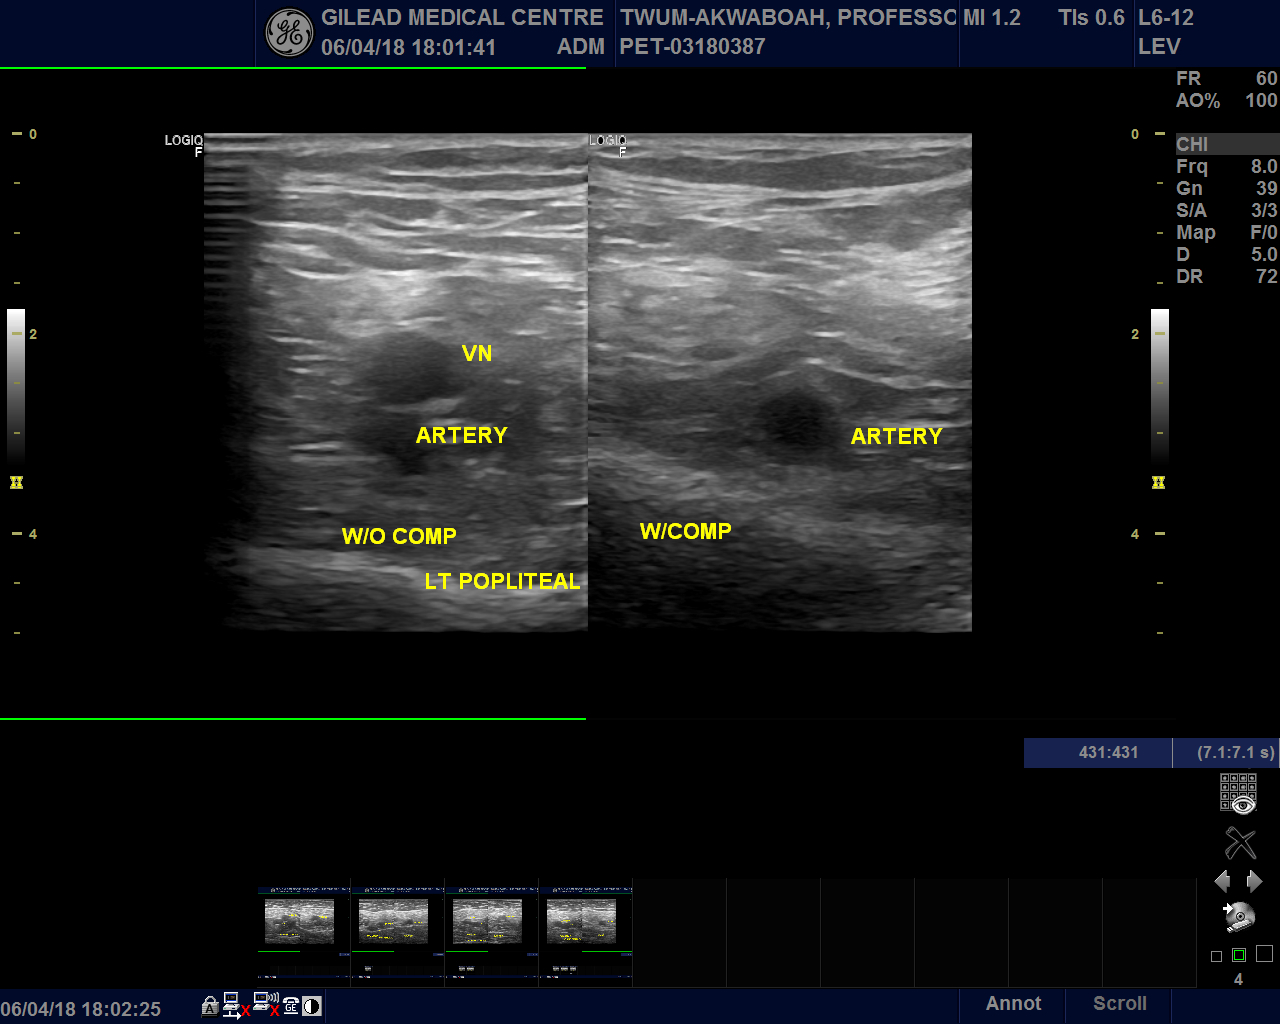 GILEAD MEDICAL CENTRE
06/04/18 18:01:41 ADM
TWUM-AKWABOAH, PROFESSO
PET-03180387
MI 1.2 TIs 0.6
L6-12
LEV
FR 60
AO% 100
CHI
Frq 8.0
Gn 39
S/A 3/3
Map F/0
D 5.0
DR 72
0
2
4
LOGIQ
F
VN
ARTERY
W/O COMP
LT POPLITEAL
LOGIQ
F
ARTERY
W/COMP
0
2
4
431:431 (7.1:7.1 s)
4
06/04/18 18:02:25
Annot Scroll